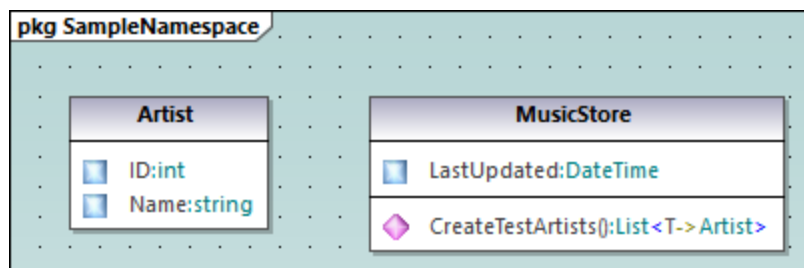 pkg SampleNamespace
Artist
ID:int
Name:string
MusicStore
LastUpdated:DateTime
CreateTestArtists():List<T->Artist>